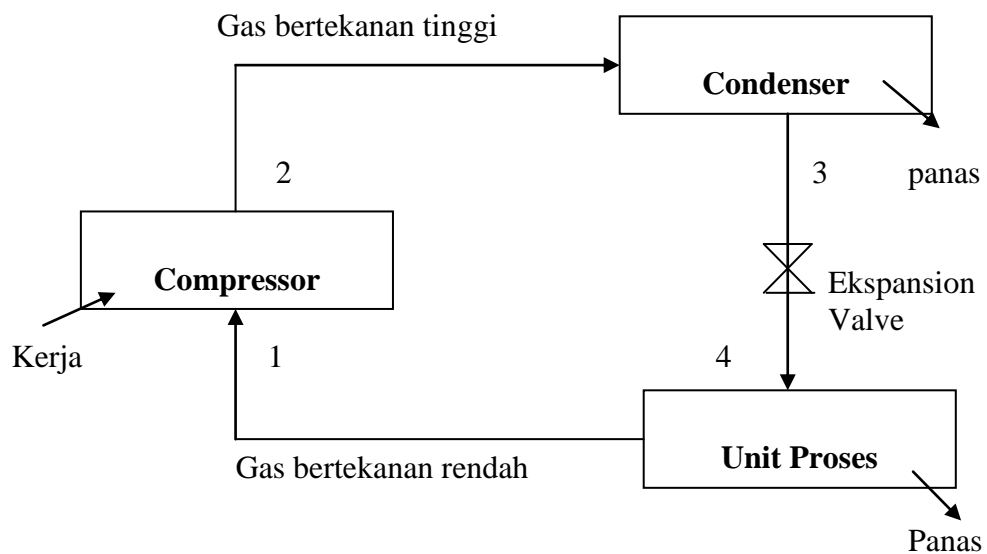 Gas bertekanan tinggi
Condenser
2
3
panas
Compressor
Ekspansion
Valve
Kerja
1
4
Gas bertekanan rendah
Unit Proses
Panas